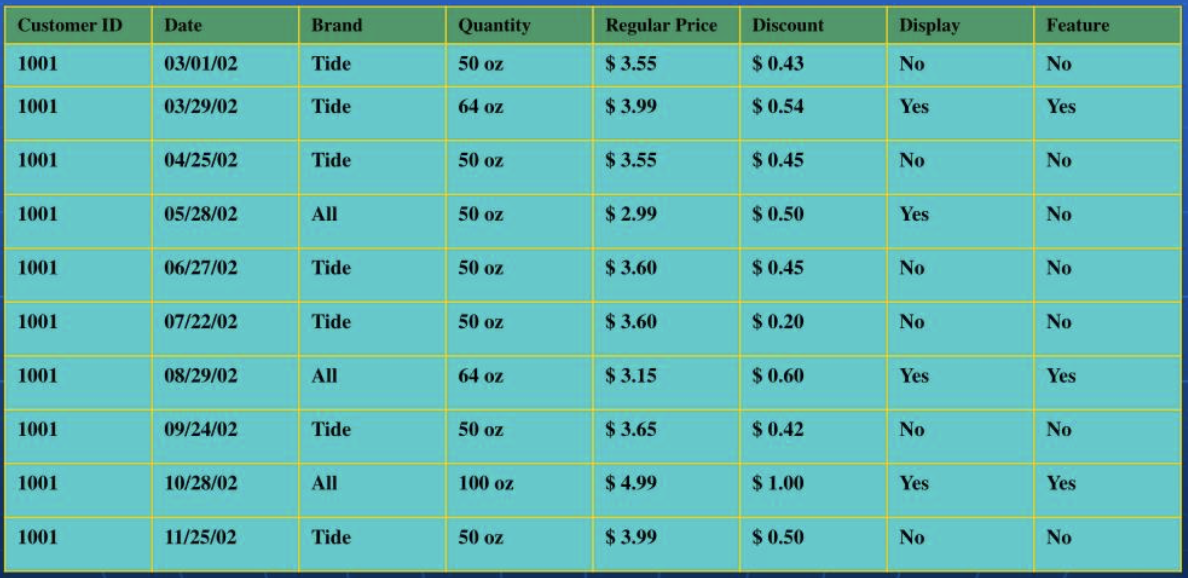 Customer ID Date Brand Quantity Regular Price Discount Display Feature
1001 03/01/02 Tide 50 oz $ 3.55 $ 0.43 No No
1001 03/29/02 Tide 64 oz $ 3.99 $ 0.54 Yes Yes
1001 04/25/02 Tide 50 oz $ 3.55 $ 0.45 No No
1001 05/28/02 All 50 oz $ 2.99 $ 0.50 Yes No
1001 06/27/02 Tide 50 oz $ 3.60 $ 0.45 No No
1001 07/22/02 Tide 50 oz $ 3.60 $ 0.20 No No
1001 08/29/02 All 64 oz $ 3.15 $ 0.60 Yes Yes
1001 09/24/02 Tide 50 oz $ 3.65 $ 0.42 No No
1001 10/28/02 All 100 oz $ 4.99 $ 1.00 Yes Yes
1001 11/25/02 Tide 50 oz $ 3.99 $ 0.50 No No